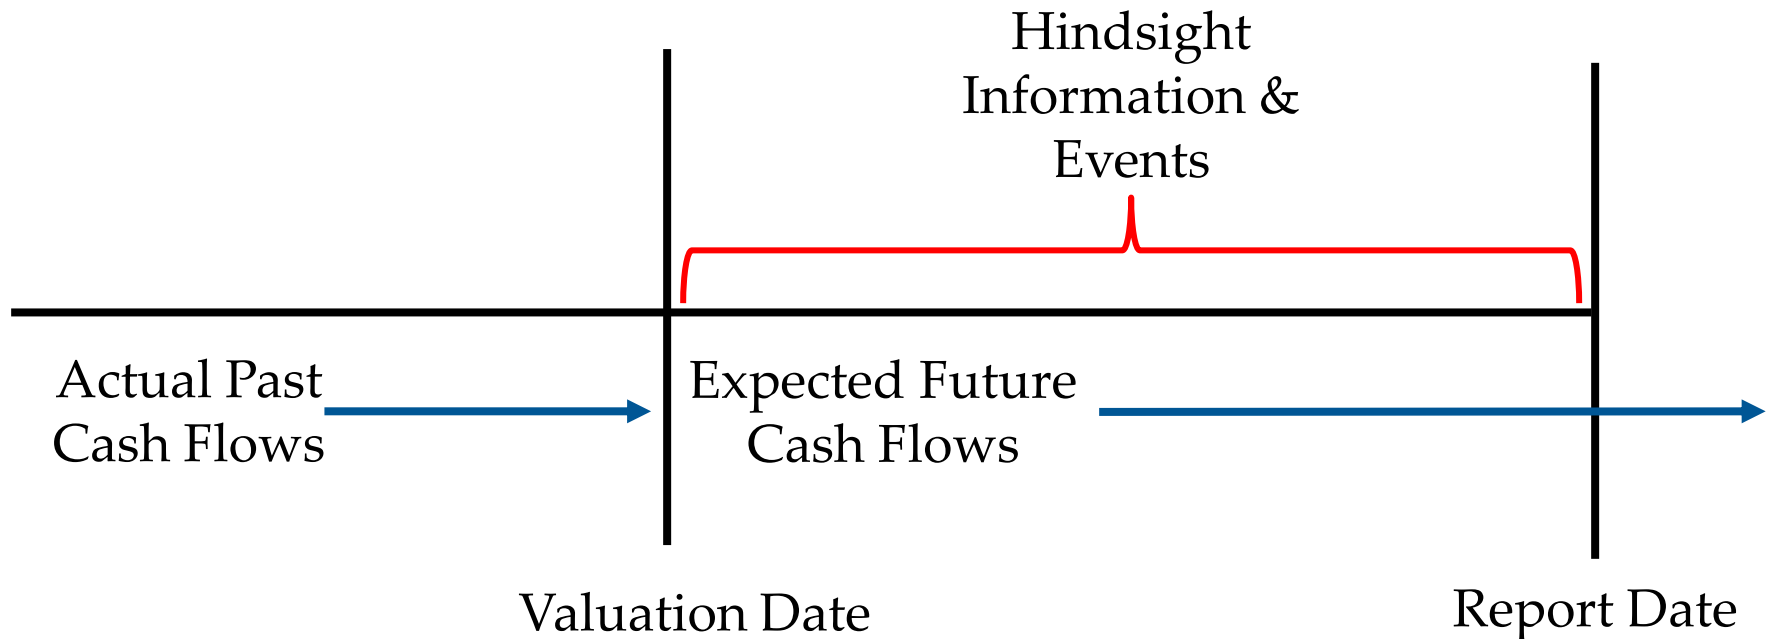 Hindsight
Information &
Events
Actual Past
Cash Flows
Expected Future
Cash Flows
Valuation Date
Report Date